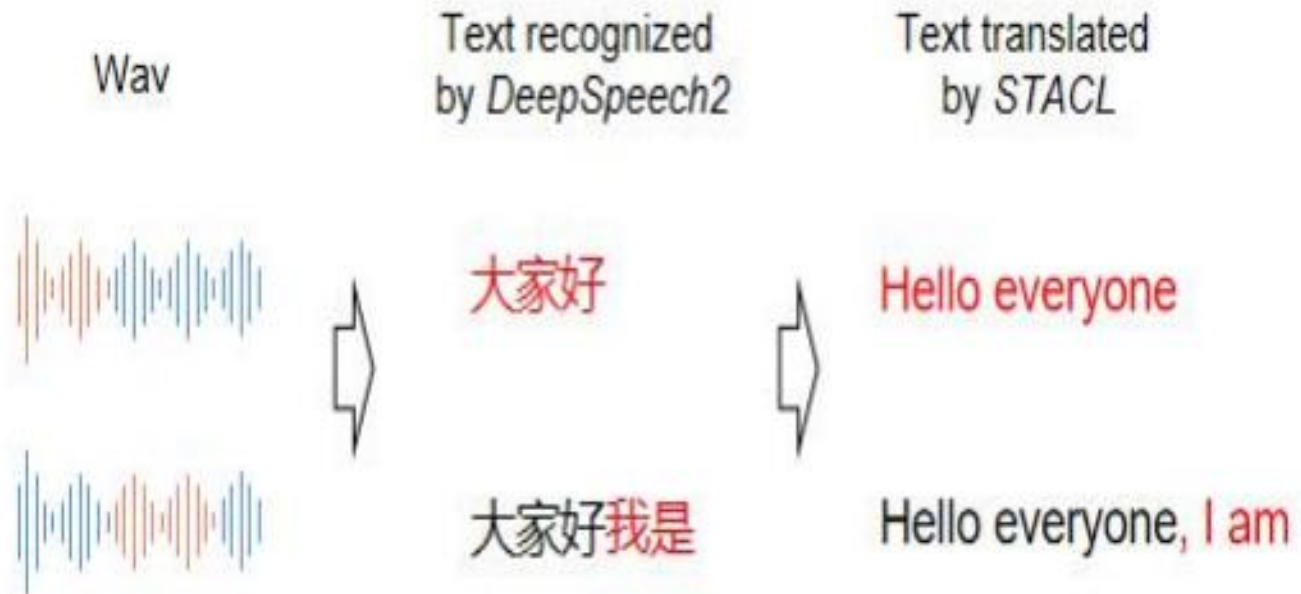 Wav
Text recognized
by DeepSpeech2
Text translated
by STACL
大家好
Hello everyone
大家好我是
Hello everyone, I am